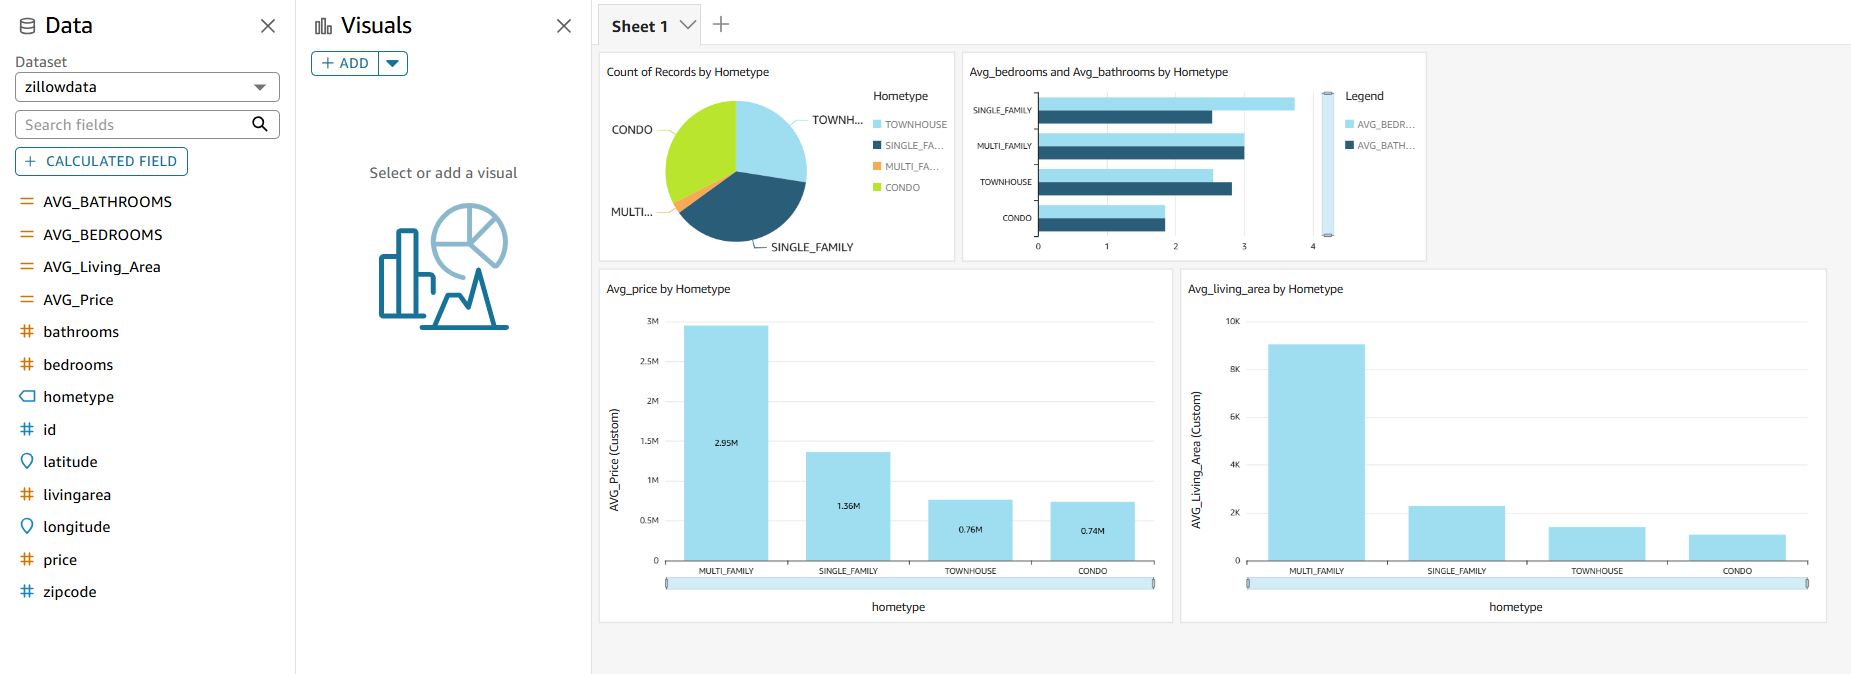 Data
Dataset
zillowdata
Search fields
+ CALCULATED FIELD
AVG_BATHROOMS
AVG_BEDROOMS
AVG_Living_Area
AVG_Price
bathrooms
bedrooms
hometype
id
latitude
livingarea
longitude
price
zipcode
Visuals
+ ADD
Select or add a visual
Sheet 1
Count of Records by Hometype
CONDO
TOWNH...
MULTI...
SINGLE_FAMILY
Hometype
TOWNHOUSE
SINGLE_FA...
MULTI_FA...
CONDO
Avg_bedrooms and Avg_bathrooms by Hometype
SINGLE_FAMILY
MULTI_FAMILY
TOWNHOUSE
CONDO
0 1 2 3 4
Legend
AVG_BEDR...
AVG_BATH...
Avg_price by Hometype
AVG_Price (Custom)
3M
2.5M
2M
1.5M
1M
0.5M
0
2.95M
1.36M
0.76M
0.74M
MULTI_FAMILY SINGLE_FAMILY TOWNHOUSE CONDO
hometype
Avg_living_area by Hometype
AVG_Living_Area (Custom)
10K
8K
6K
4K
2K
0
MULTI_FAMILY SINGLE_FAMILY TOWNHOUSE CONDO
hometype